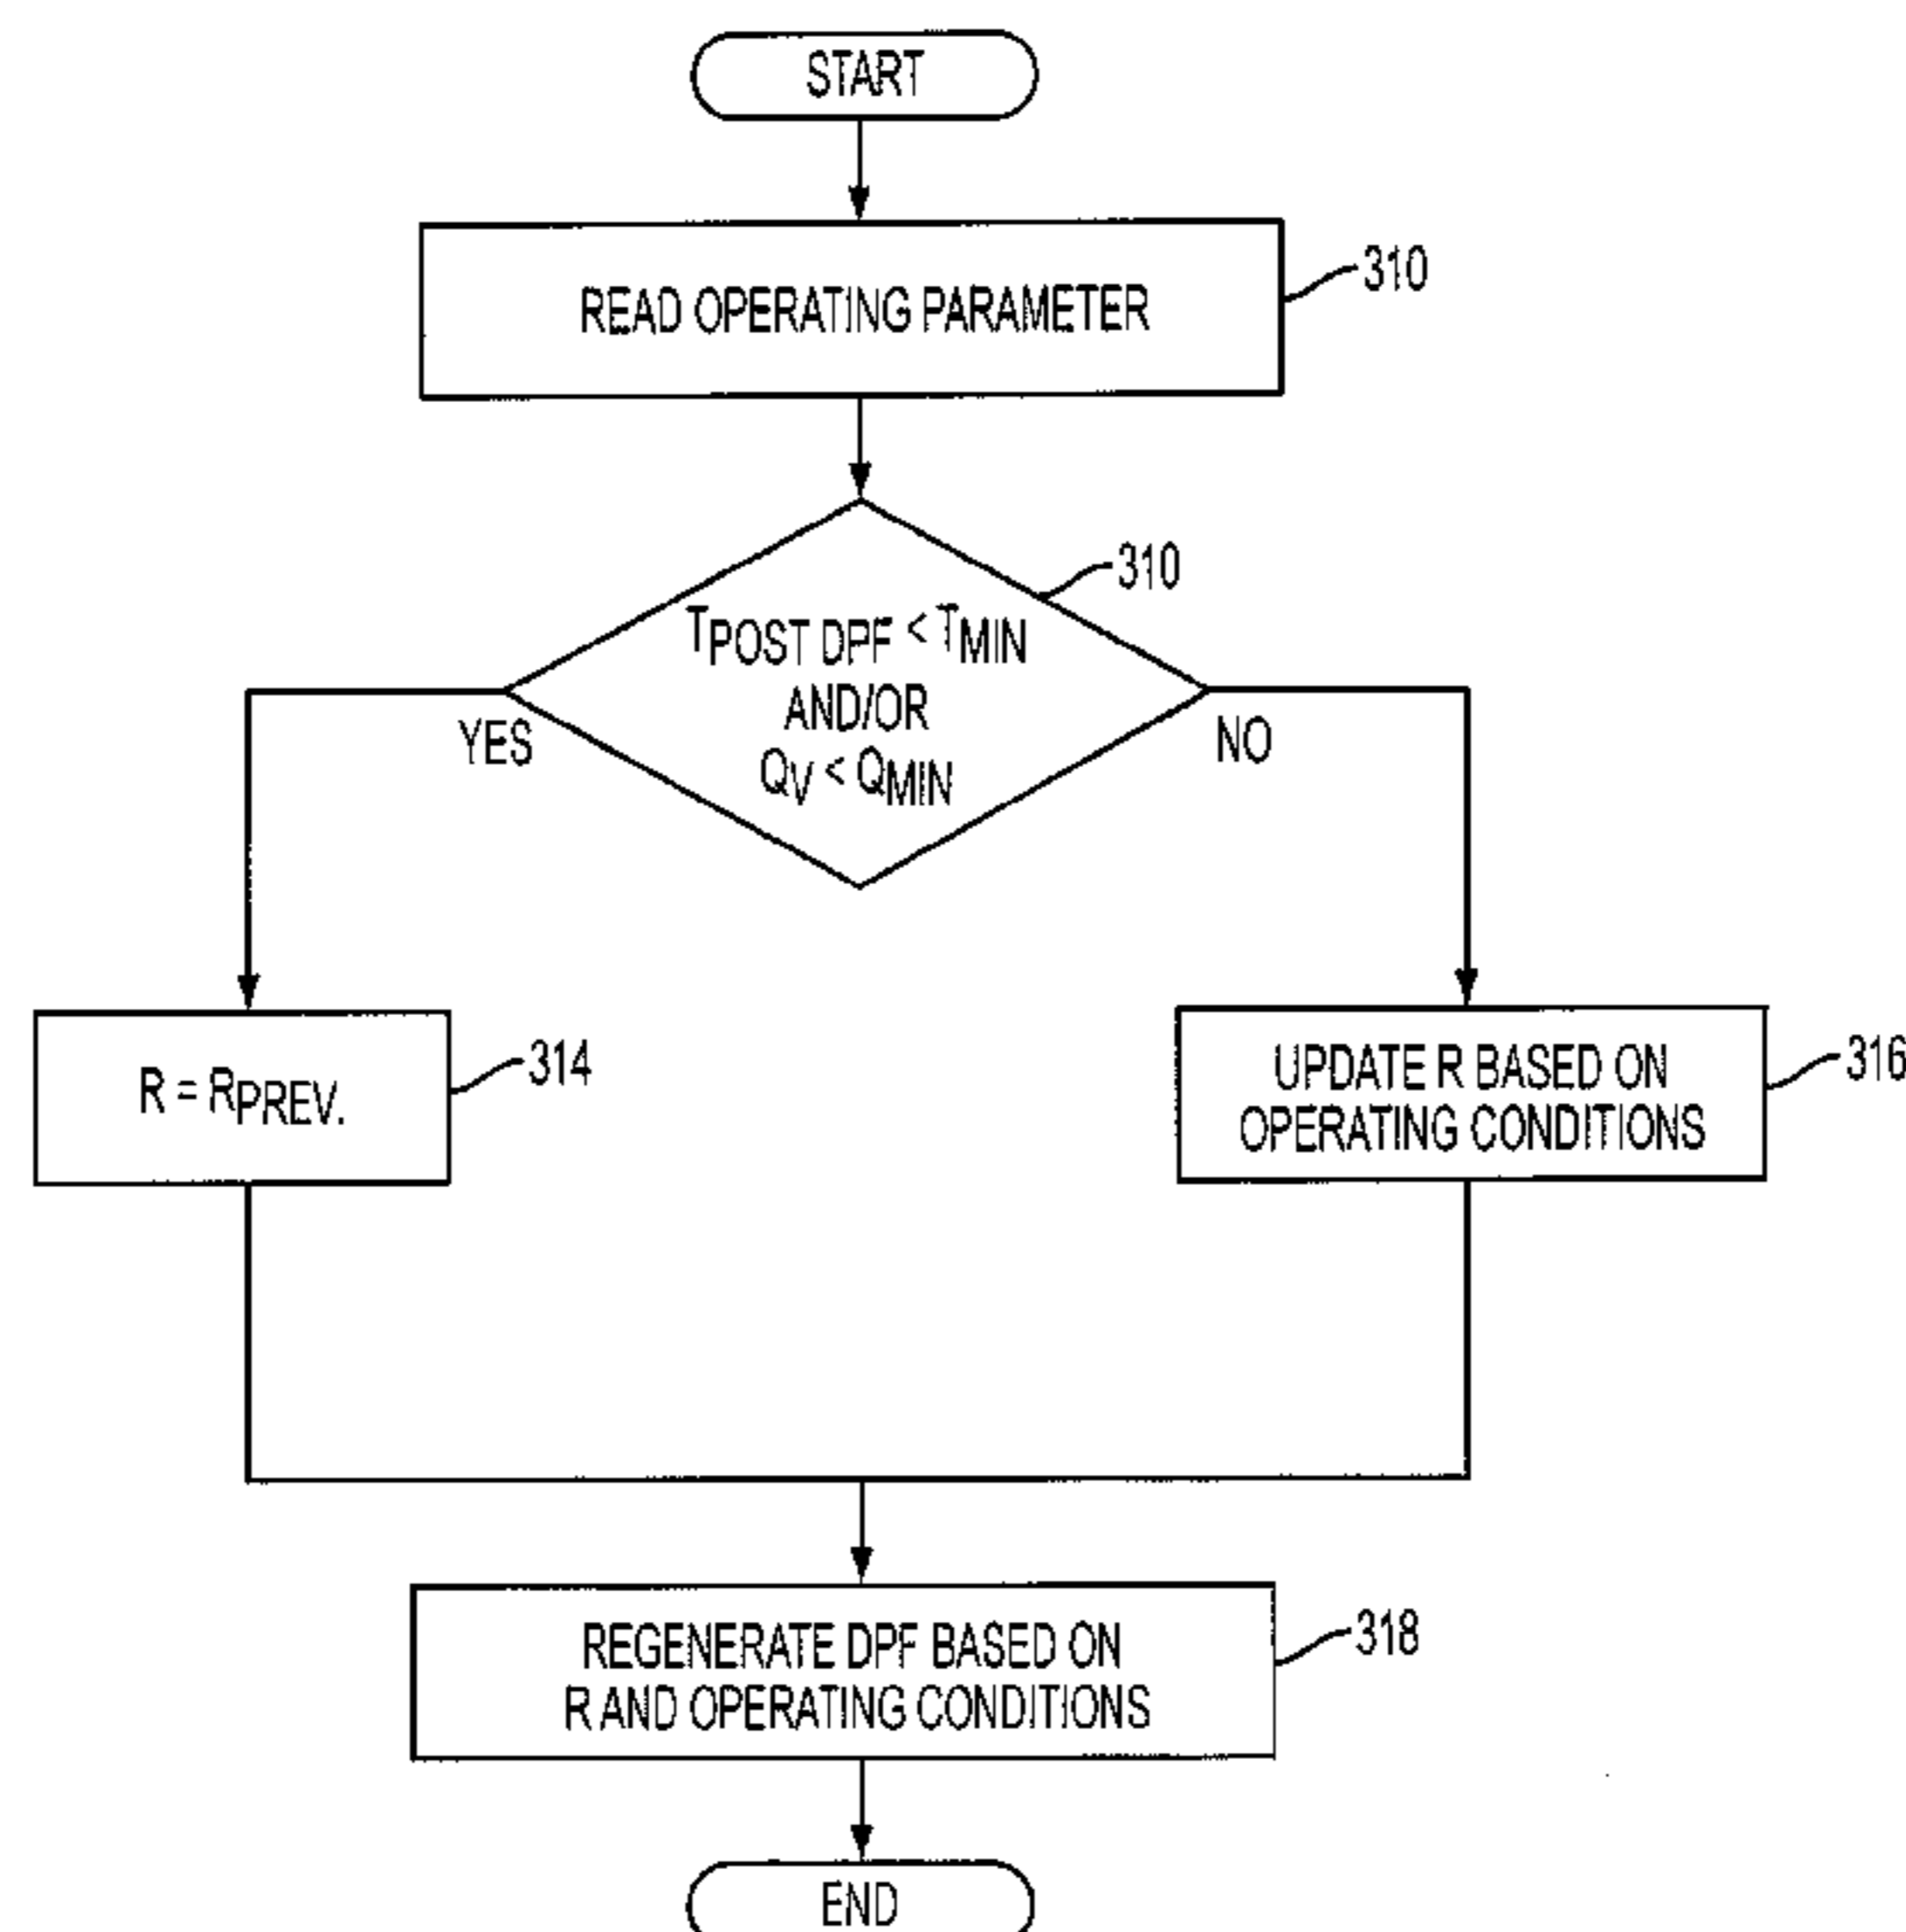 START
READ OPERATING PARAMETER
310
310
TPOST DPF < TMIN
AND/OR
QV < QMIN
YES
NO
R = RPREV.
314
UPDATE R BASED ON
OPERATING CONDITIONS
316
REGENERATE DPF BASED ON
R AND OPERATING CONDITIONS
318
END